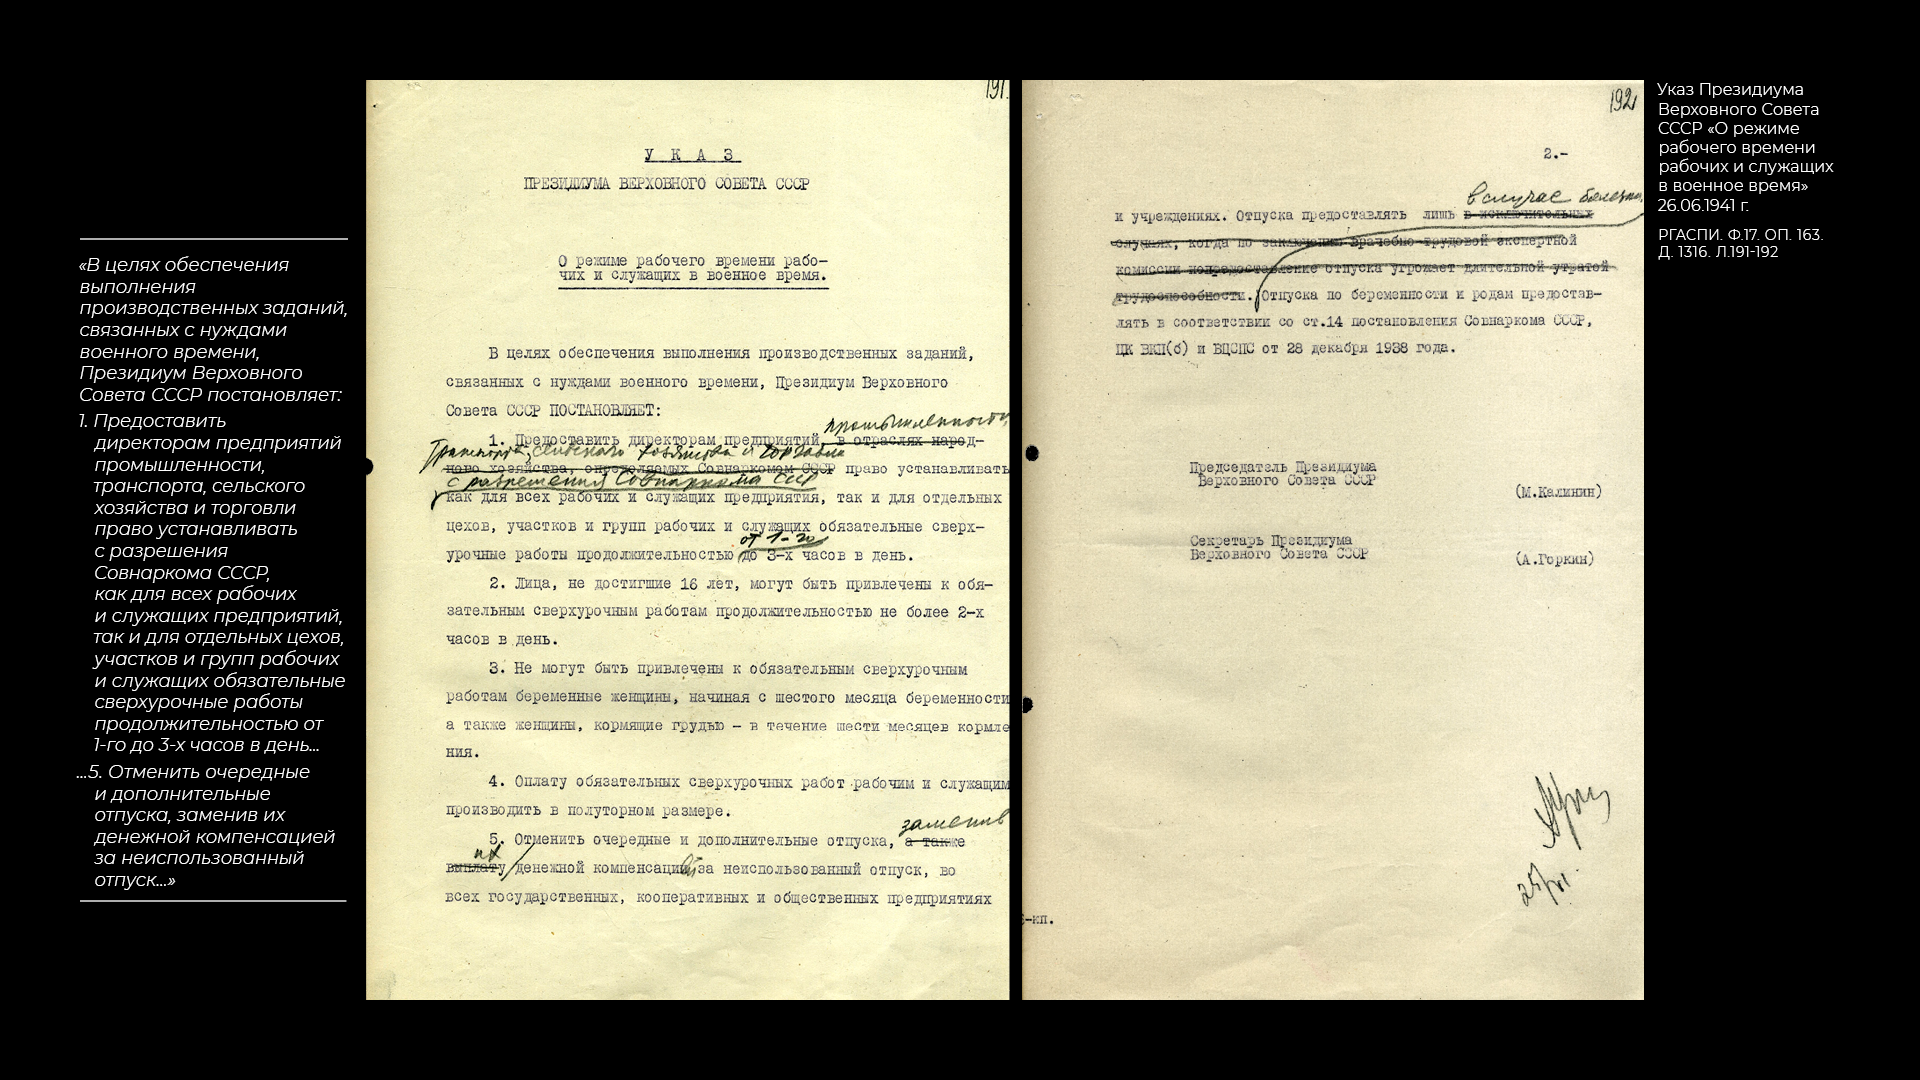 «В целях обеспечения
выполнения
производственных заданий,
связанных с нуждами
военного времени,
Президиум Верховного
Совета СССР постановляет:
1. Предоставить
директорам предприятий
промышленности,
транспорта, сельского
хозяйства и торговли
право устанавливать
с разрешения
Совнаркома СССР,
как для всех рабочих
и служащих предприятий,
так и для отдельных цехов,
участков и групп рабочих
и служащих обязательные
сверхурочные работы
продолжительностью от
1-го до 3-х часов в день...
...5. Отменить очередные
и дополнительные
отпуска, заменив их
денежной компенсацией
за неиспользованный
отпуск...»
191.
У К А З
ПРЕЗИДИУМА ВЕРХОВНОГО СОВЕТА СССР
О режиме рабочего времени рабо-
чих и служащих в военное время.
В целях обеспечения выполнения производственных заданий,
связанных с нуждами военного времени, Президиум Верховного
Совета СССР ПОСТАНОВЛЯЕТ:
промышленности,
1. Предоставить директорам предприятий, в отраслях народ-
транспорта, сельского хозяйства и торговли
ного хозяйства, определяемых Совнаркомом СССР право устанавливать
с разрешения Совнаркома СССР
как для всех рабочих и служащих предприятия, так и для отдельных
цехов, участков и групп рабочих и служащих обязательные сверх-
от 1-го
урочные работы продолжительностью до 3-х часов в день.
2. Лица, не достигшие 16 лет, могут быть привлечены к обя-
зательным сверхурочным работам продолжительностью не более 2-х
часов в день.
3. Не могут быть привлечены к обязательным сверхурочным
работам беременные женщины, начиная с шестого месяца беременности
а также женщины, кормящие грудью – в течение шести месяцев кормле
ния.
4. Оплату обязательных сверхурочных работ рабочим и служащим
производить в полуторном размере.
заменив
5. Отменить очередные и дополнительные отпуска, а также
их
выплату денежной компенсацией за неиспользованный отпуск, во
всех государственных, кооперативных и общественных предприятиях
192
2.-
в случае болезни.
и учреждениях. Отпуска предоставлять лишь в исключительных
случаях, когда по заключению врачебно-трудовой экспертной
комиссии непредоставление отпуска угрожает длительной утратой
трудоспособности. Отпуска по беременности и родам предостав-
лять в соответствии со ст.14 постановления Совнаркома СССР,
ЦК ВКП(б) и ВЦСПС от 28 декабря 1938 года.
Председатель Президиума
Верховного Совета СССР
(М.Калинин)
Секретарь Президиума
Верховного Совета СССР
(А.Горкин)
-кп.
Указ Президиума
Верховного Совета
СССР «О режиме
рабочего времени
рабочих и служащих
в военное время»
26.06.1941 г.
РГАСПИ. Ф.17. ОП. 163.
Д. 1316. Л.191-192